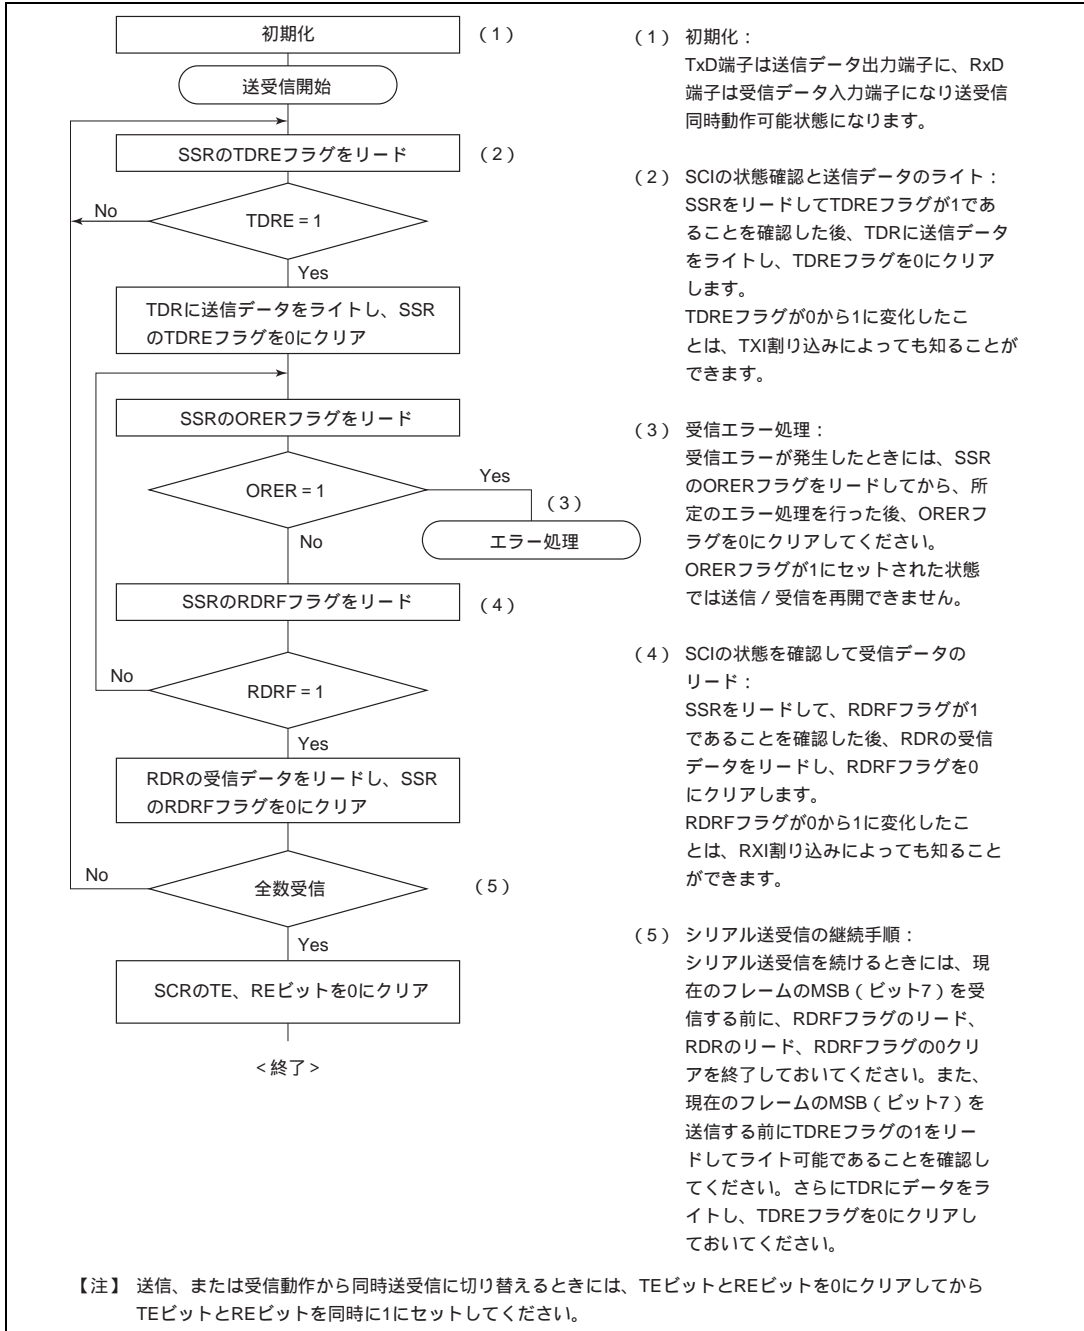 初期化
(1)
送受信開始
SSRのTDREフラグをリード
(2)
No
TDRE = 1
Yes
TDRに送信データをライトし、SSR
のTDREフラグを0にクリア
SSRのORERフラグをリード
ORER = 1
Yes
(3)
エラー処理
No
SSRのRDRFフラグをリード
(4)
No
RDRF = 1
Yes
RDRの受信データをリードし、SSR
のRDRFフラグを0にクリア
No
全数受信
(5)
Yes
SCRのTE、REビットを0にクリア
<終了>
(1) 初期化:
TxD端子は送信データ出力端子に、RxD
端子は受信データ入力端子になり送受信
同時動作可能状態になります。
(2) SCIの状態確認と送信データのライト:
SSRをリードしてTDREフラグが1であ
ることを確認した後、TDRに送信データ
をライトし、TDREフラグを0にクリア
します。
TDREフラグが0から1に変化したこ
とは、TXI割り込みによっても知ることが
できます。
(3) 受信エラー処理:
受信エラーが発生したときには、SSR
のORERフラグをリードしてから、所
定のエラー処理を行った後、ORERフ
ラグを0にクリアしてください。
ORERフラグが1にセットされた状態
では送信/受信を再開できません。
(4) SCIの状態を確認して受信データの
リード:
SSRをリードして、RDRFフラグが1
であることを確認した後、RDRの受信
データをリードし、RDRFフラグを0
にクリアします。
RDRFフラグが0から1に変化したこ
とは、RXI割り込みによっても知ること
ができます。
(5) シリアル送受信の継続手順:
シリアル送受信を続けるときには、現
在のフレームのMSB(ビット7)を受
信する前に、RDRFフラグのリード、
RDRのリード、RDRFフラグの0クリ
アを終了しておいてください。また、
現在のフレームのMSB(ビット7)を
送信する前にTDREフラグの1をリー
ドしてライト可能であることを確認し
てください。さらにTDRにデータをラ
イトし、TDREフラグを0にクリアし
ておいてください。
【注】 送信、または受信動作から同時送受信に切り替えるときには、TEビットとREビットを0にクリアしてから
TEビットとREビットを同時に1にセットしてください。